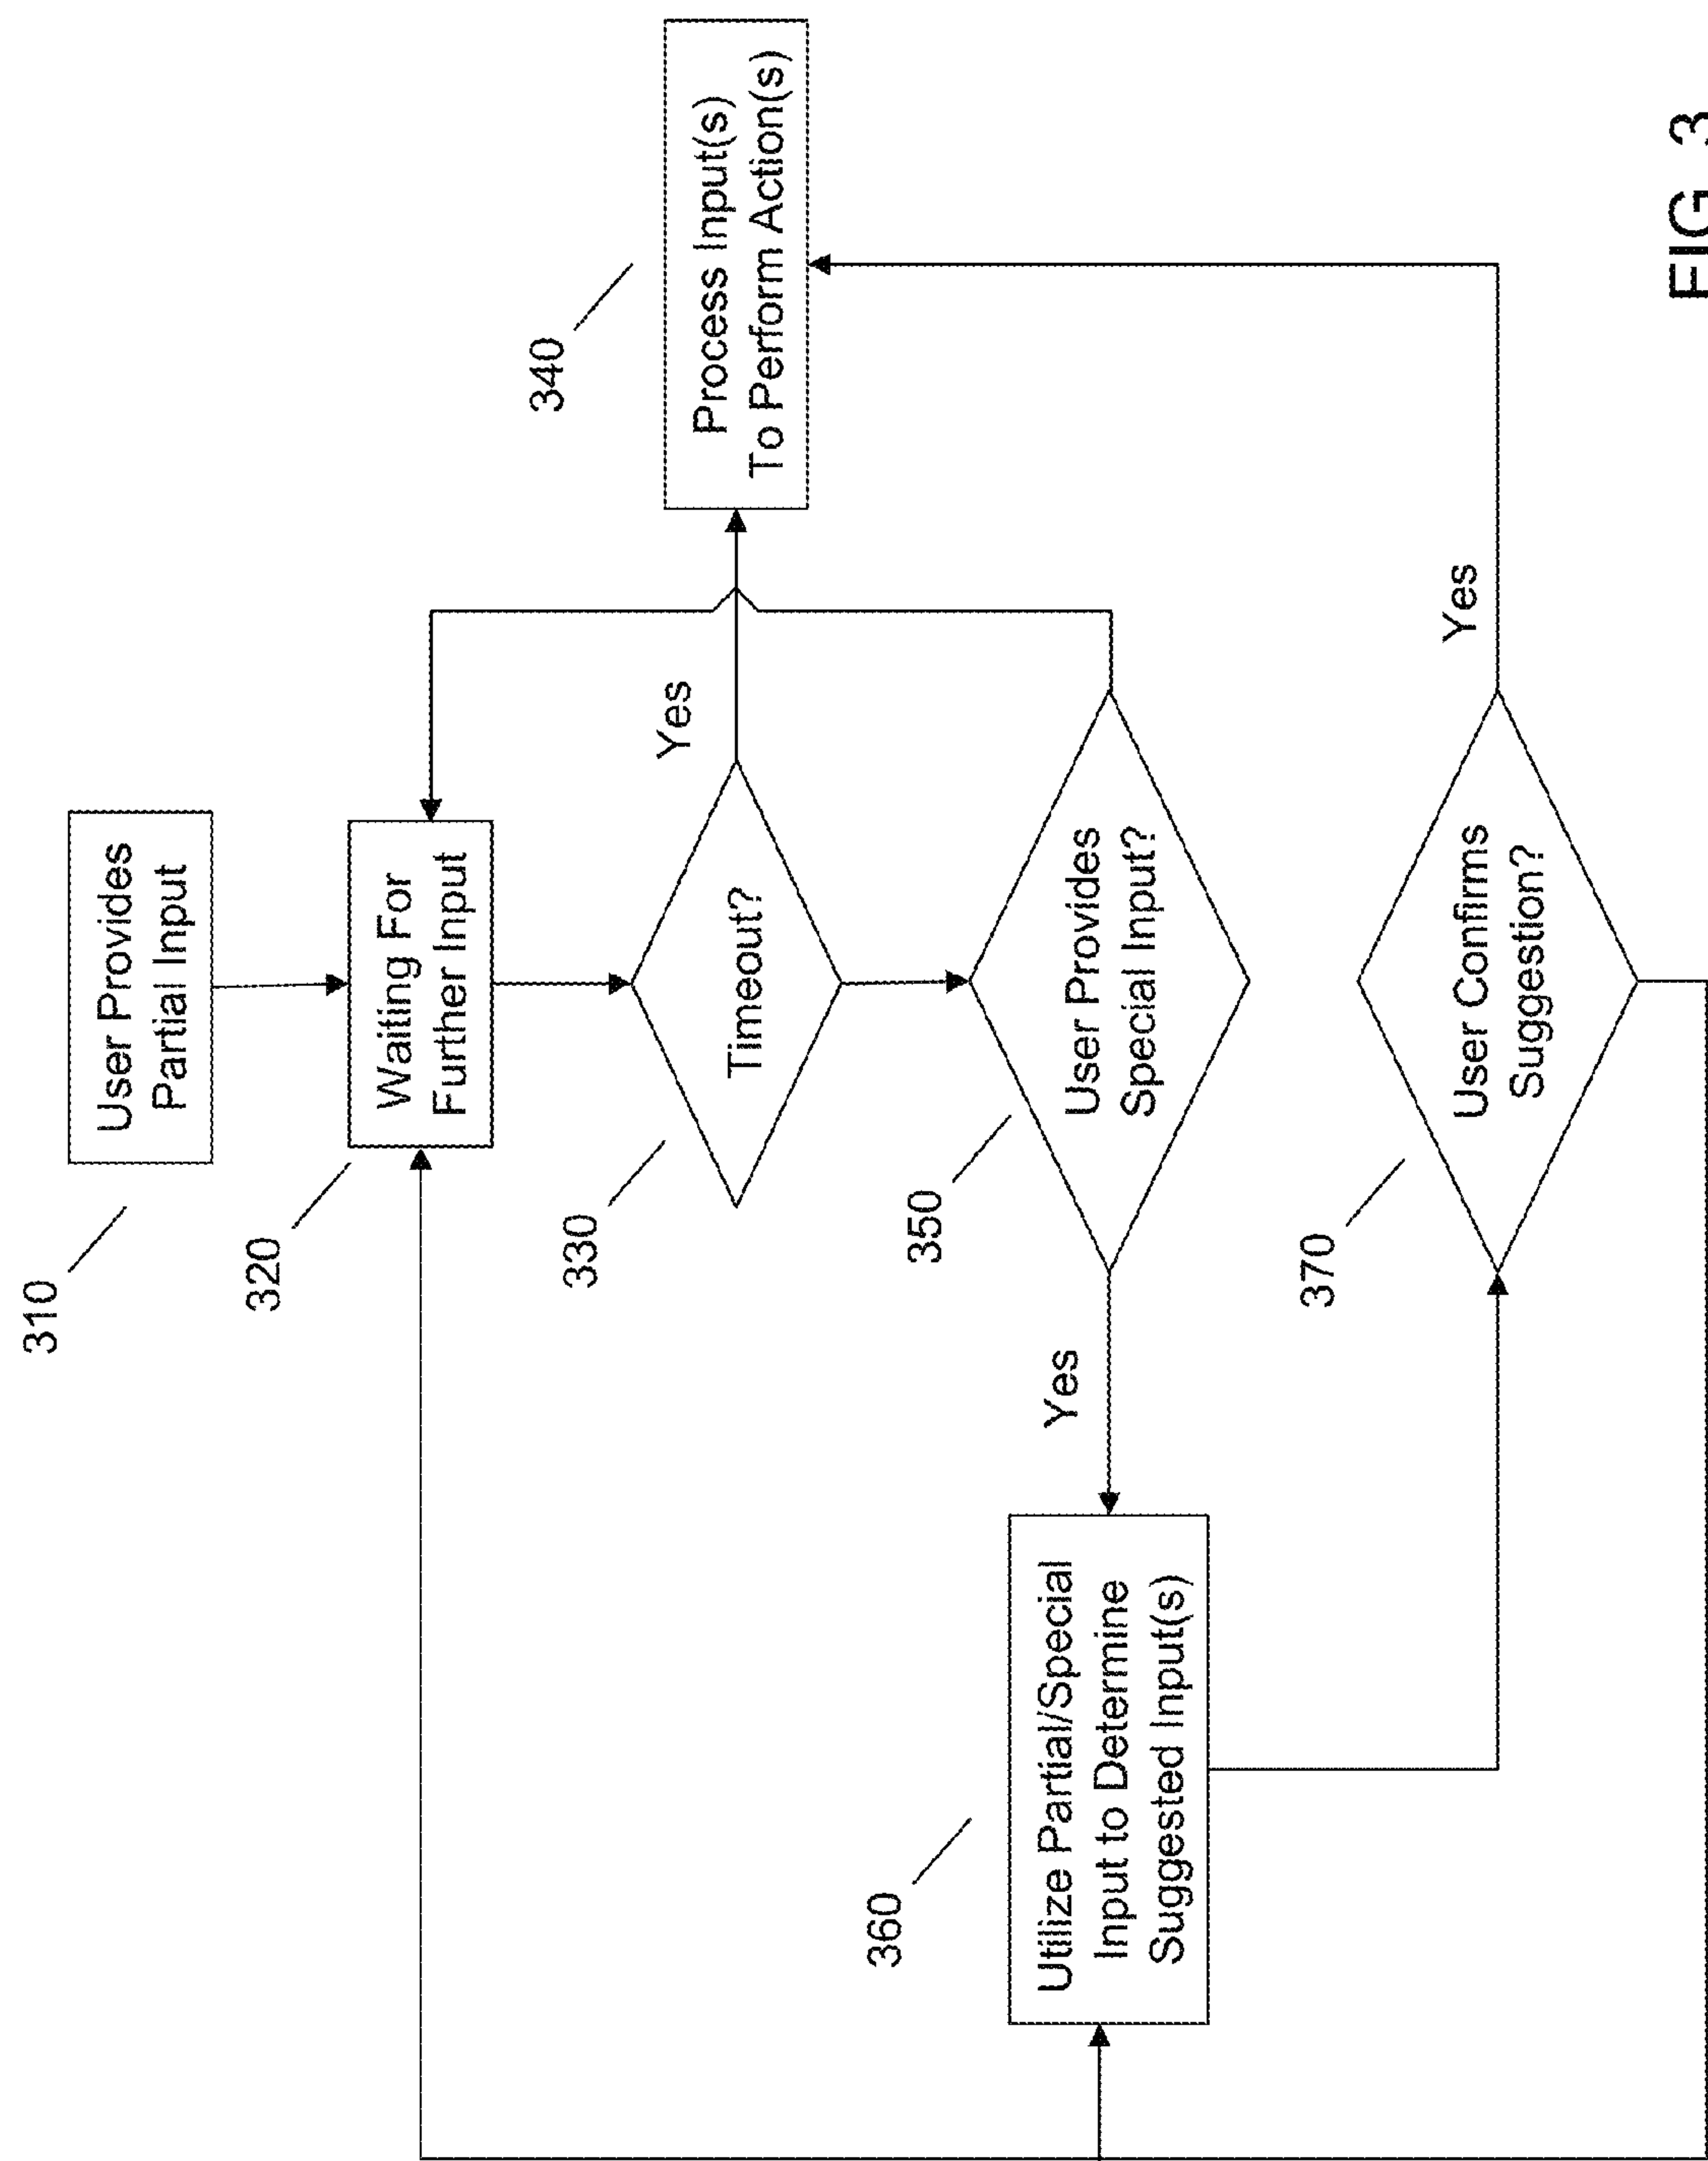 310
User Provides
Partial Input
320
Waiting For
Further Input
330
Timeout?
Yes
340
Process Input(s)
To Perform Action(s)
350
User Provides
Special Input?
Yes
360
Utilize Partial/Special
Input to Determine
Suggested Input(s)
370
User Confirms
Suggestion?
Yes
FIG. 3